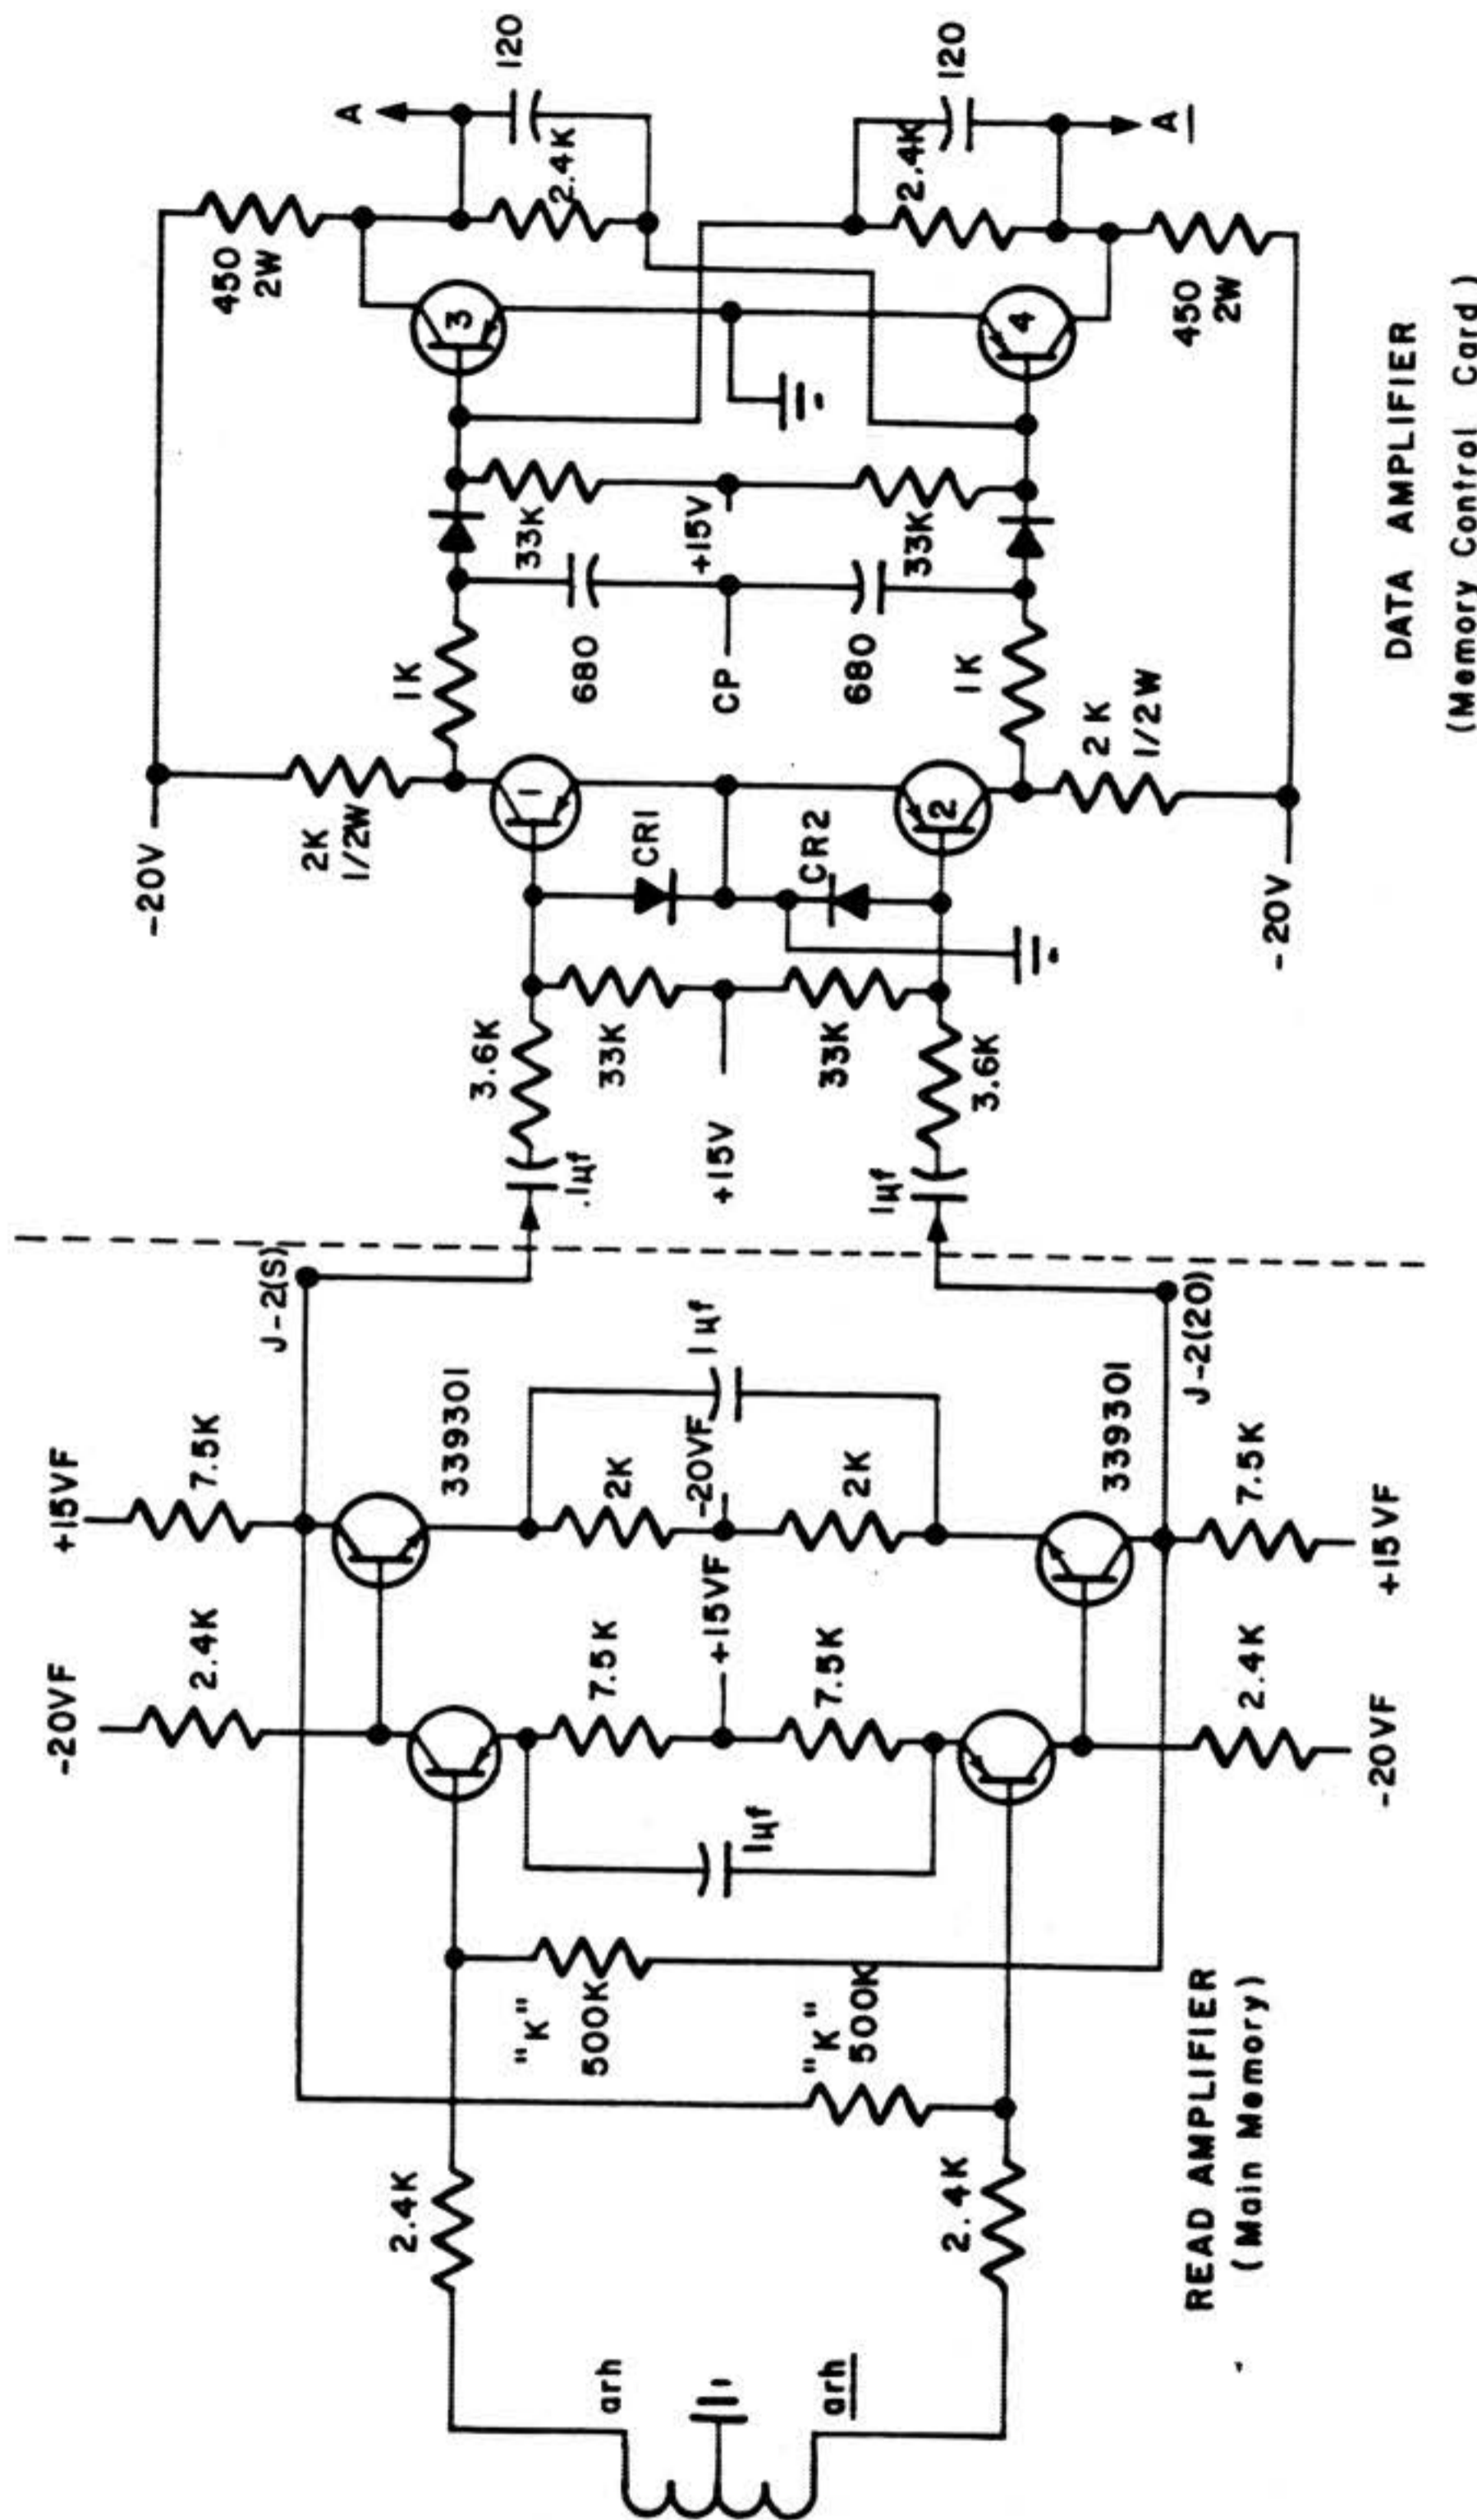 -20VF
2.4K
+15VF
7.5K
J-2(S)
339301
2.4K
arh
arh
"K"
500K
"K"
500K
1µf
7.5K
+15VF
7.5K
2K
-20VF
2K
1µf
339301
J-2(20)
2.4K
2.4K
-20VF
7.5K
+15VF
READ AMPLIFIER
(Main Memory)
-20V
2K
1/2W
450
2W
A
120
2.4K
3
1K
1
3.6K
.1µf
33K
+15V
33K
CR1
CR2
680
CP
680
33K
+15V
33K
1µf
3.6K
2
1K
2K
1/2W
4
2.4K
120
A
450
2W
-20V
DATA AMPLIFIER
(Memory Control Card)